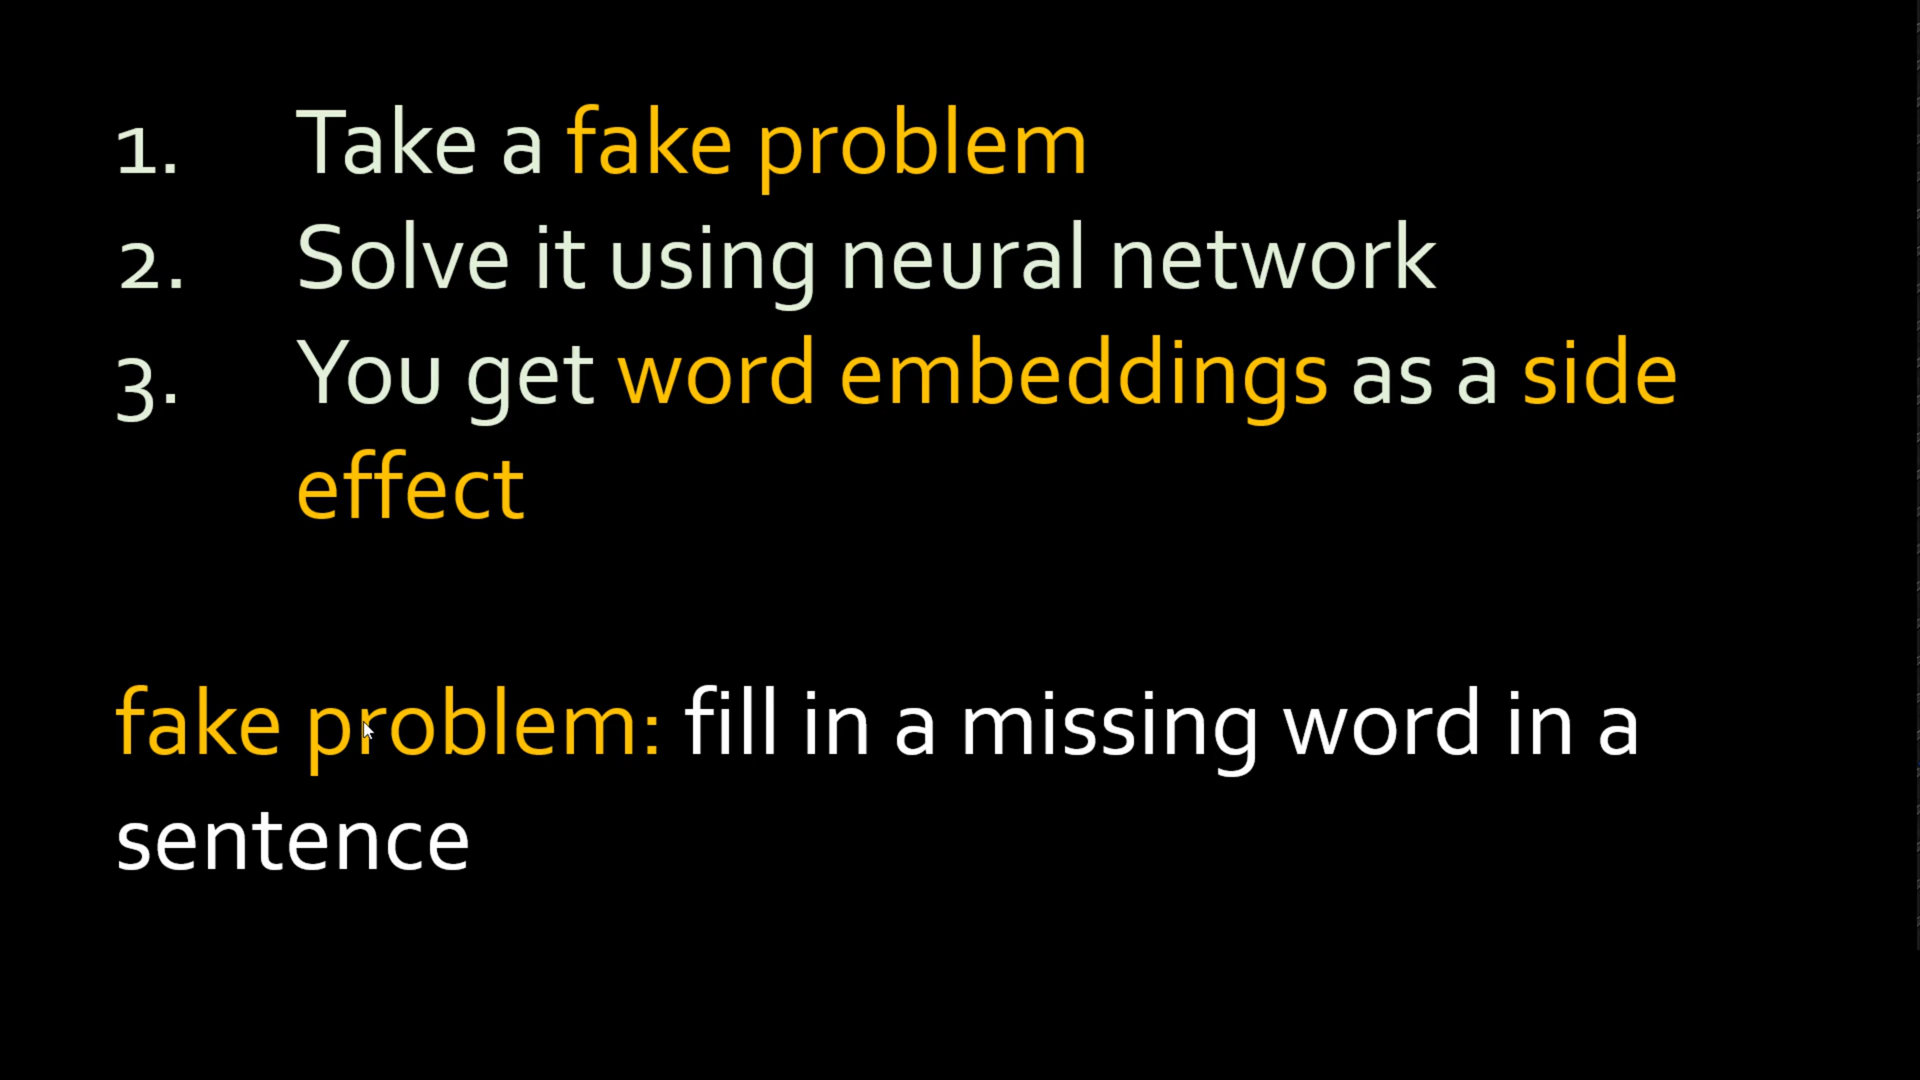 1. Take a fake problem
2. Solve it using neural network
3. You get word embeddings as a side
effect
fake problem: fill in a missing word in a
sentence